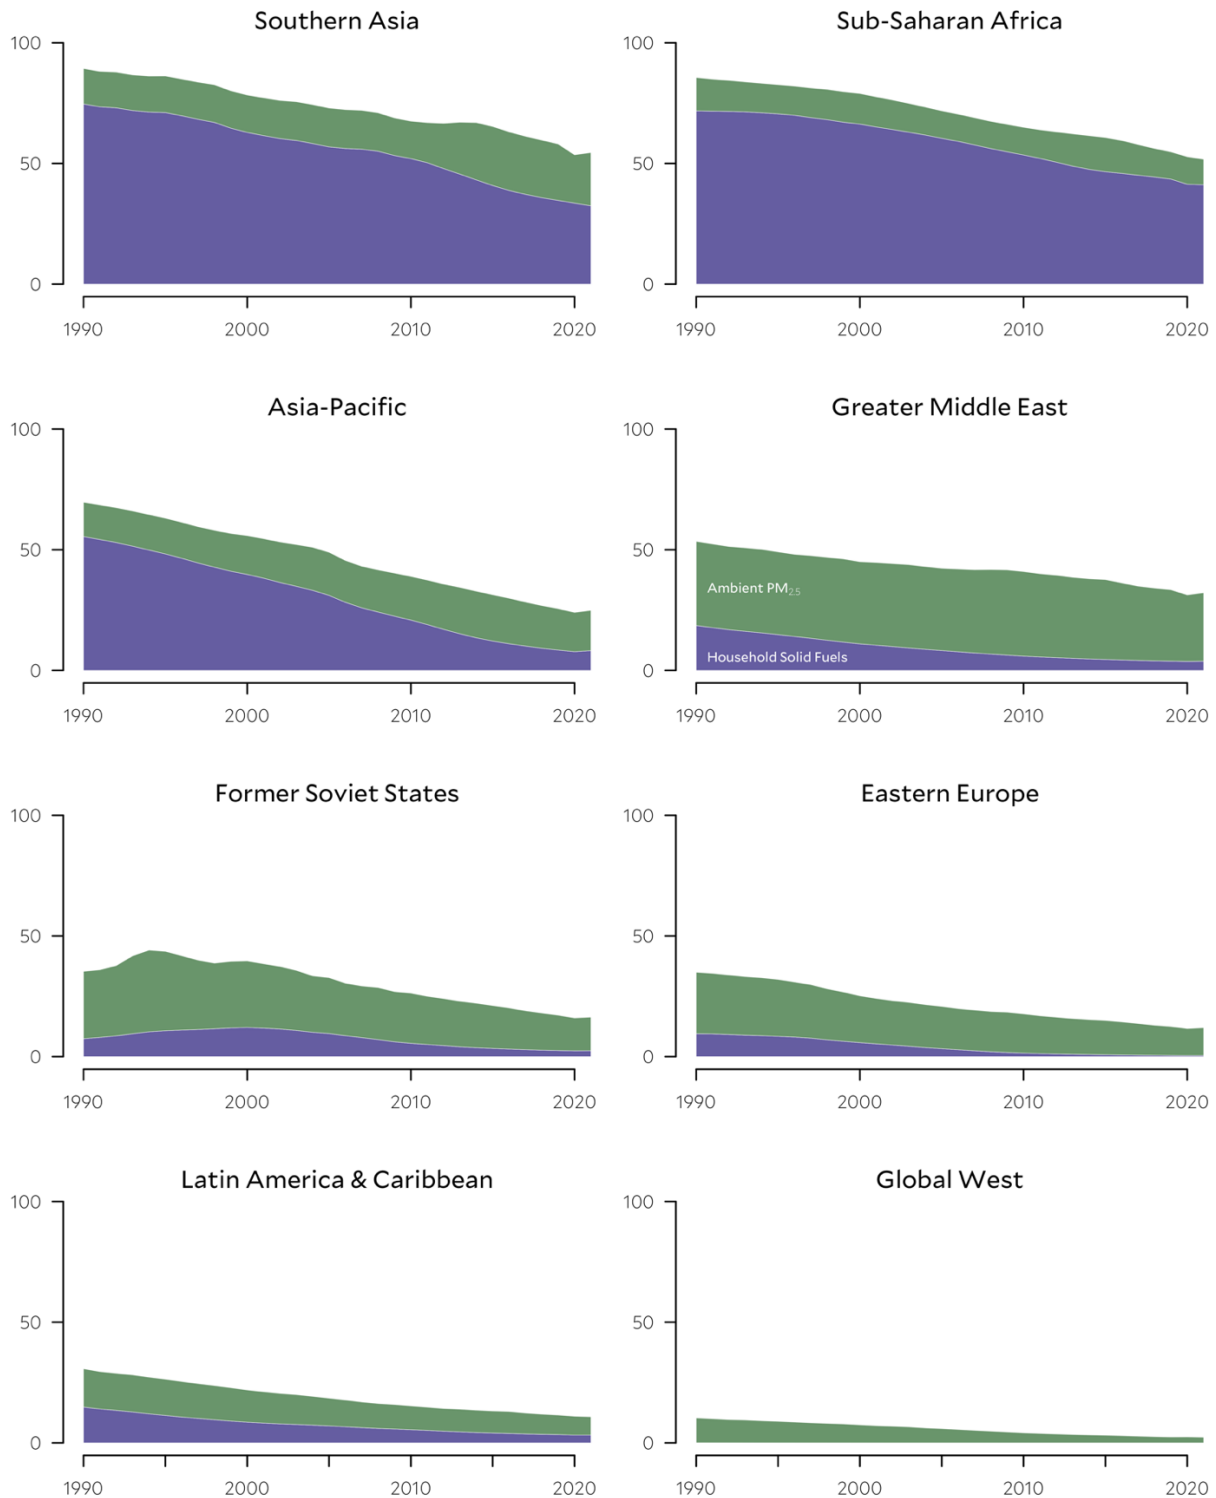 Southern Asia
100
50
0
1990 2000 2010 2020
Sub-Saharan Africa
100
50
0
1990 2000 2010 2020
Asia-Pacific
100
50
0
1990 2000 2010 2020
Greater Middle East
100
50
0
Ambient PM2.5
Household Solid Fuels
1990 2000 2010 2020
Former Soviet States
100
50
0
1990 2000 2010 2020
Eastern Europe
100
50
0
1990 2000 2010 2020
Latin America & Caribbean
100
50
0
1990 2000 2010 2020
Global West
100
50
0
1990 2000 2010 2020